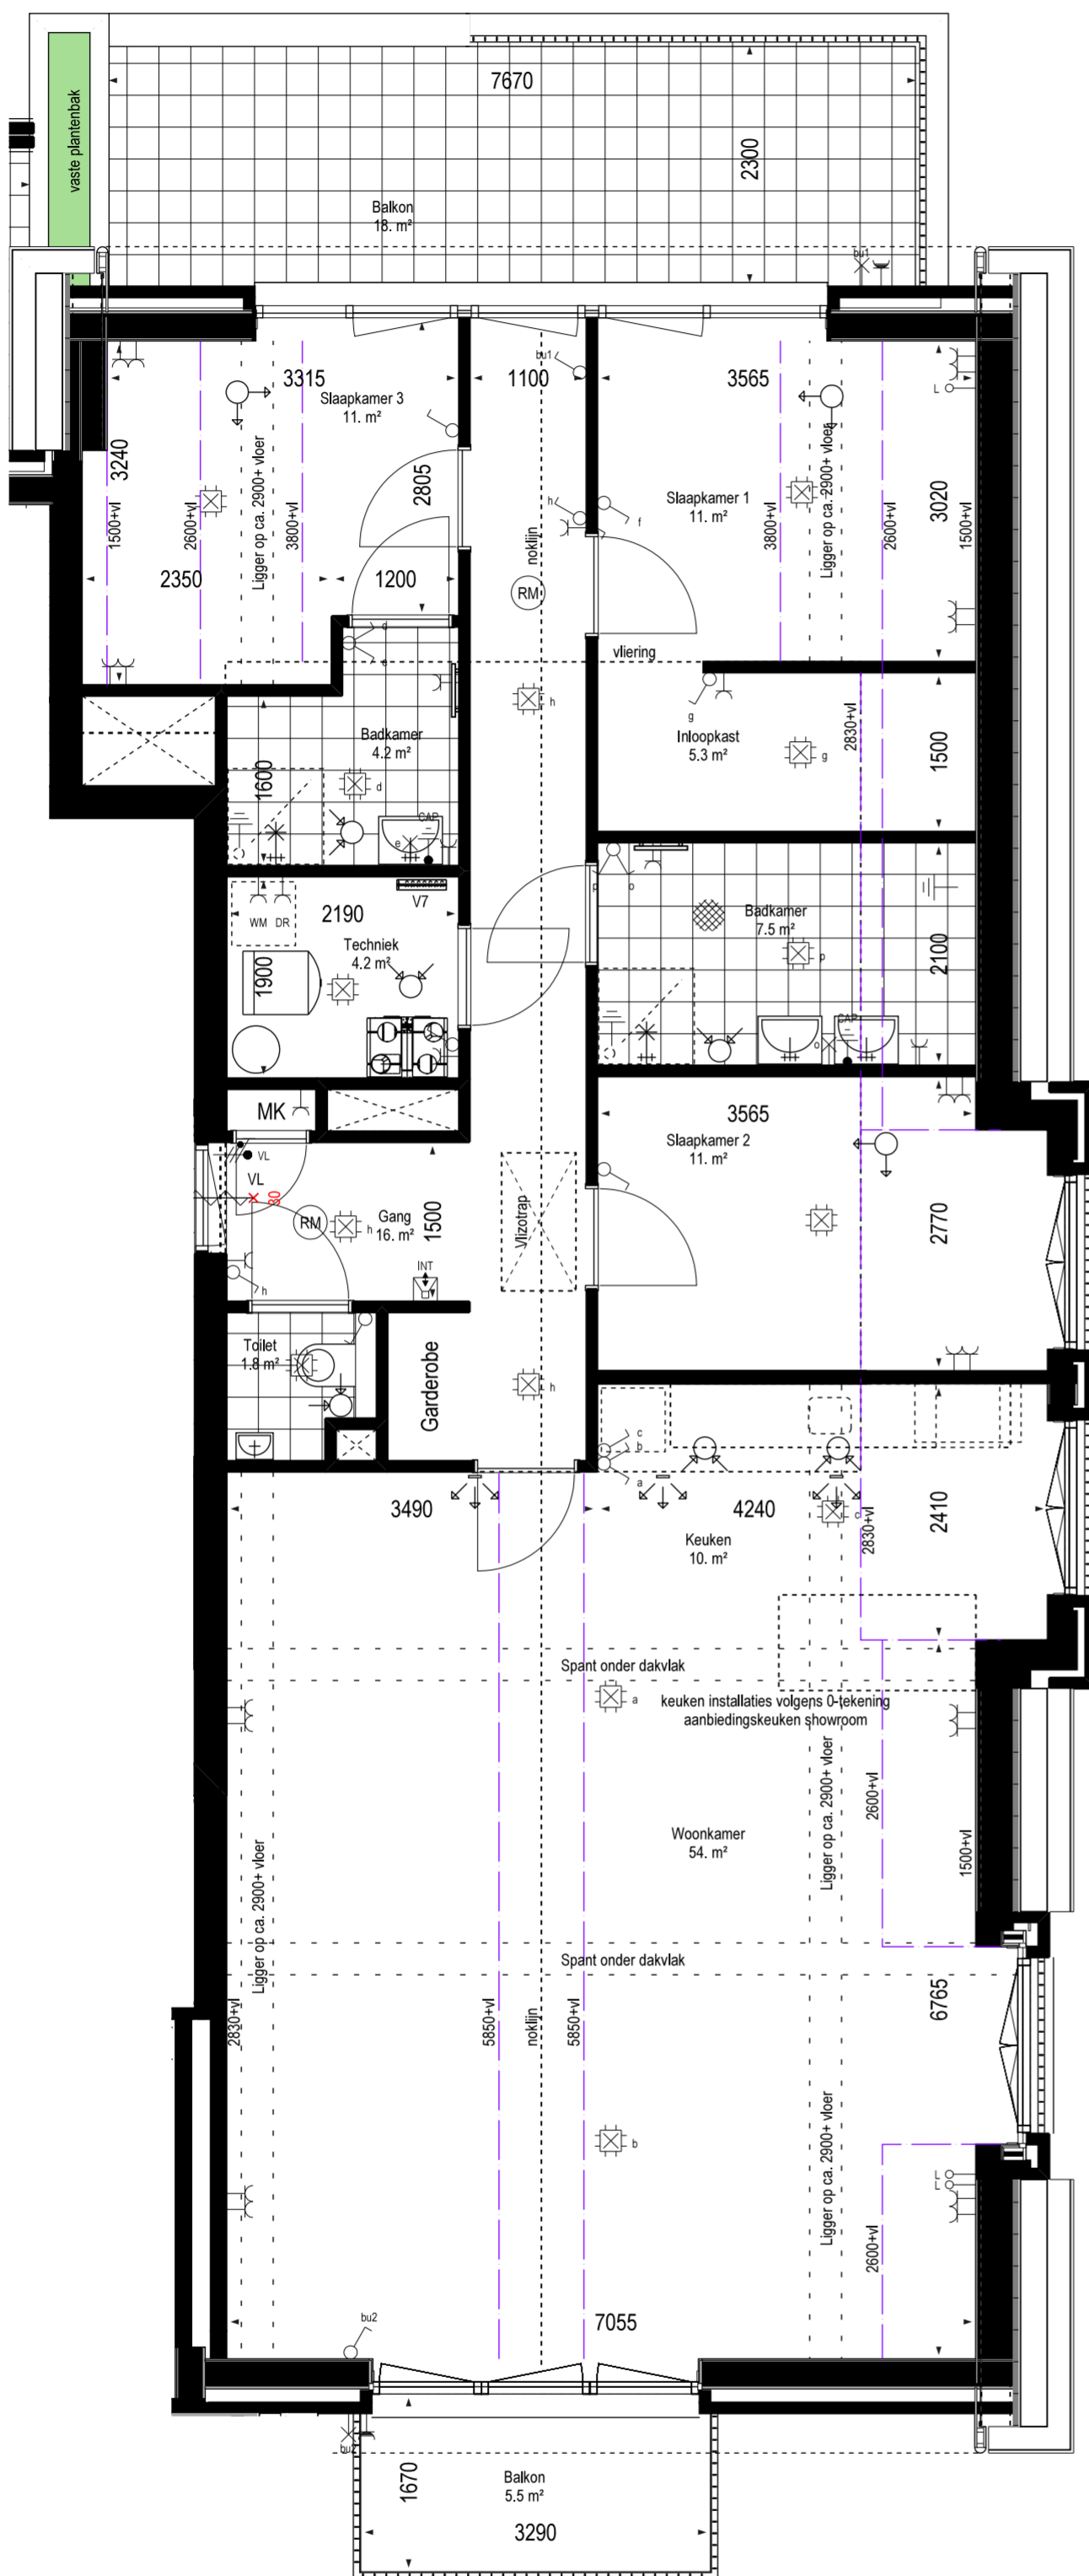 vaste plantenbak
7670
2300
Balkon
18. m²
bu1
3315
1100
3565
bu1
Slaapkamer 3
11. m²
L
3240
Ligger op ca. 2900+ vloer
2805
Ligger op ca. 2900+ vloer
Slaapkamer 1
11. m²
3020
h
f
1500+vl
2600+vl
3800+vl
noklijn
3800+vl
2600+vl
1500+vl
2350
1200
RM
d
e
vliering
h
g
Badkamer
4.2 m²
2830+vl
Inloopkast
5.3 m²
g
1500
1600
d
CAP
e
V7
p
o
WM
DR
2190
Techniek
4.2 m²
1900
Badkamer
7.5 m²
p
2100
CAP
o
MK
3565
Slaapkamer 2
11. m²
VL
VL
80
RM
h
Gang
16. m²
1500
Vlizotrap
2770
INT
h
Toilet
1.8 m²
Garderobe
h
c
b
a
3490
4240
c
2410
Keuken
10. m²
2830+vl
Spant onder dakvlak
a
keuken installaties volgens 0-tekening
aanbiedingskeuken showroom
Ligger op ca. 2900+ vloer
2600+vl
Woonkamer
54. m²
1500+vl
Ligger op ca. 2900+ vloer
Spant onder dakvlak
2830+vl
5850+vl
noklijn
5850+vl
6765
b
Ligger op ca. 2900+ vloer
L
L
2600+vl
bu2
7055
bu2
1670
Balkon
5.5 m²
3290